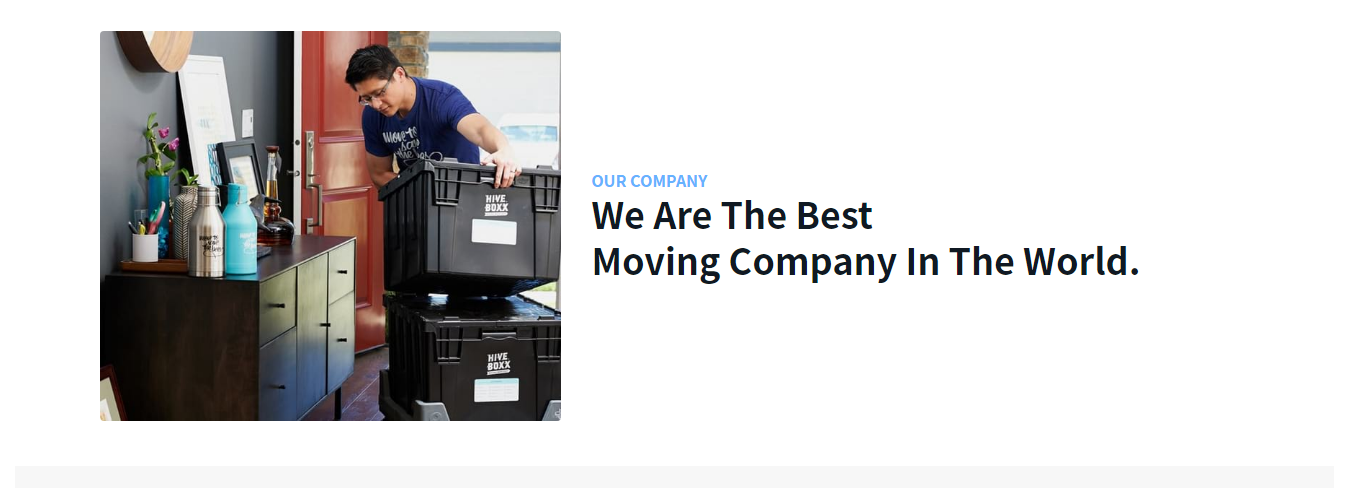 OUR COMPANY
We Are The Best
Moving Company In The World.
HIVE
BOXX
HIVE
BOXX